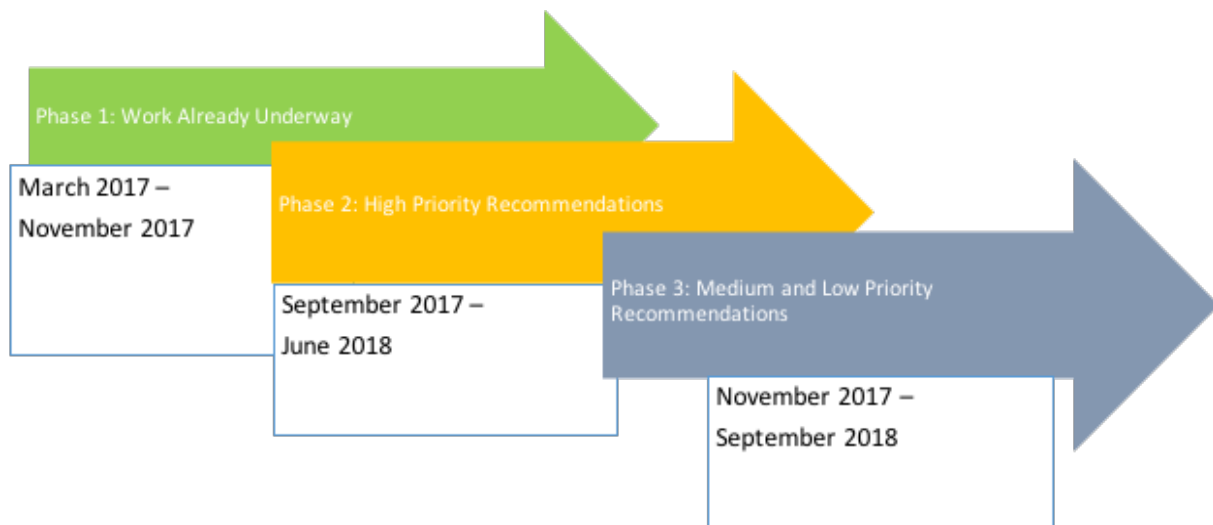 Phase 1: Work Already Underway
March 2017 –
November 2017
Phase 2: High Priority Recommendations
September 2017 –
June 2018
Phase 3: Medium and Low Priority
Recommendations
November 2017 –
September 2018